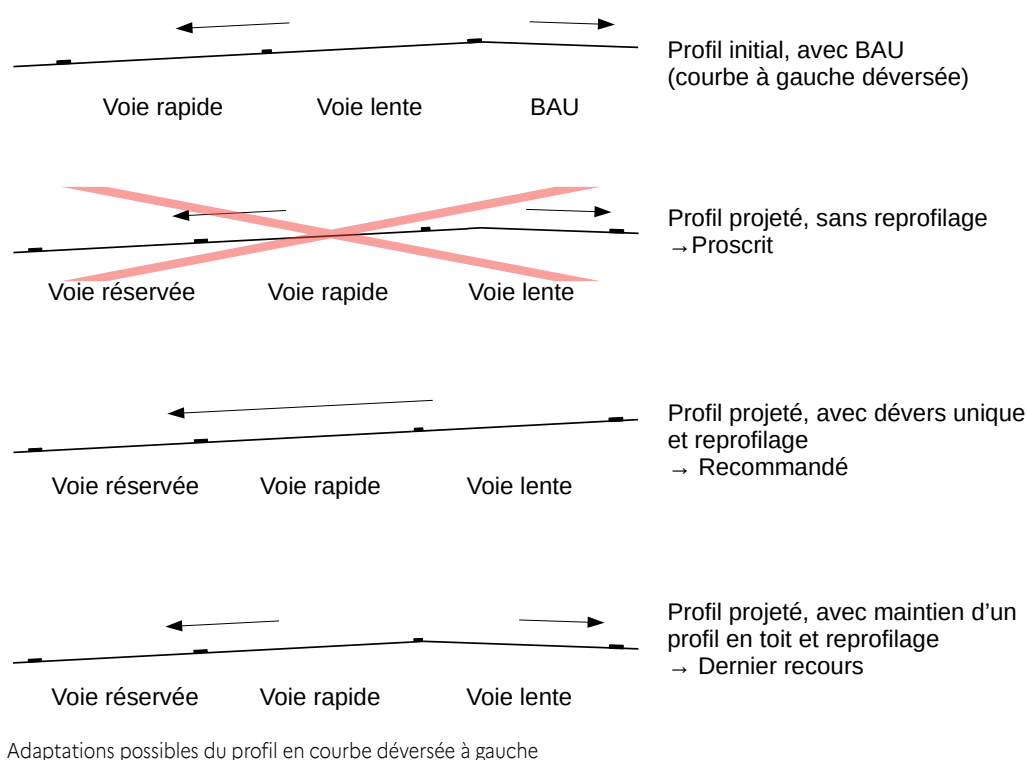 Profil initial, avec BAU
(courbe à gauche déversée)
Voie rapide Voie lente BAU
Profil projeté, sans reprofilage
→Proscrit
Voie réservée Voie rapide Voie lente
Profil projeté, avec dévers unique
et reprofilage
→ Recommandé
Voie réservée Voie rapide Voie lente
Profil projeté, avec maintien d’un
profil en toit et reprofilage
→ Dernier recours
Voie réservée Voie rapide Voie lente
Adaptations possibles du profil en courbe déversée à gauche